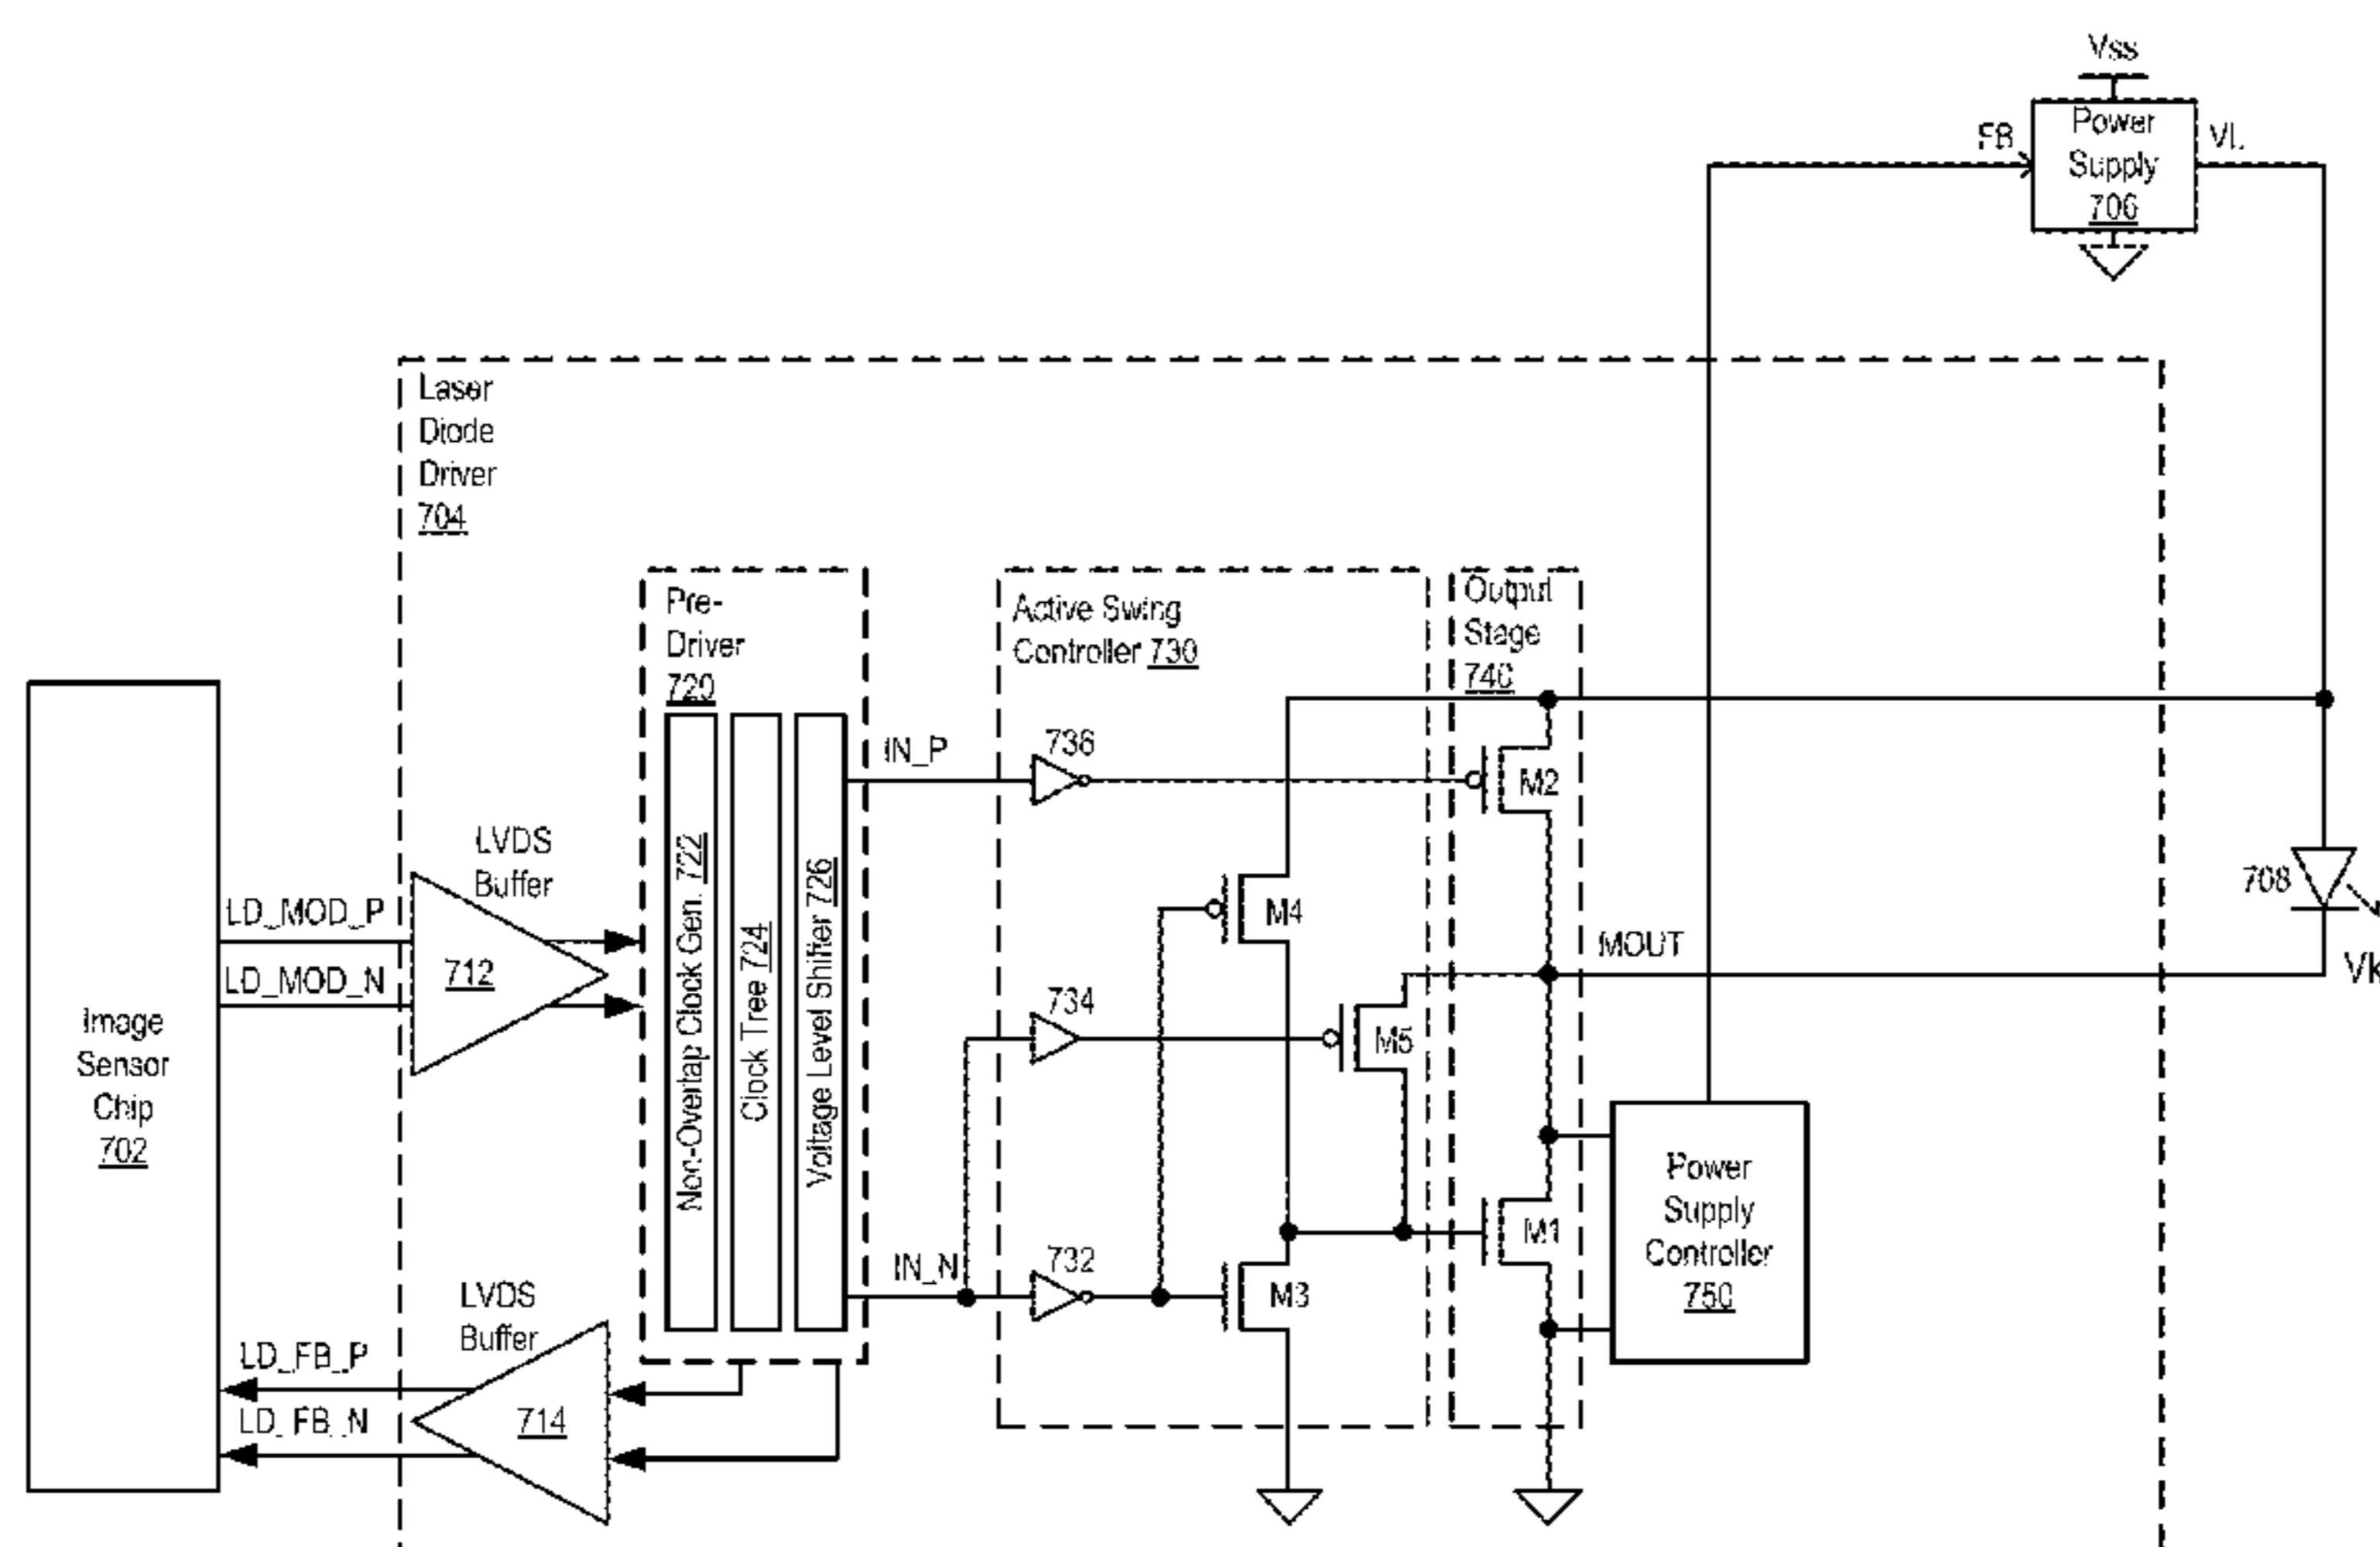 Vss
FB
Power
Supply
706
VL
Laser
Diode
Driver
704
Pre-
Driver
720
Active Swing
Controller 730
Output
Stage
740
IN_P
736
M2
LVDS
Buffer
712
LD_MOD_P
LD_MOD_N
Non-Overlap Clock Gen. 722
Clock Tree 724
Voltage Level Shifter 726
M4
708
MOUT
VK
734
M5
Image
Sensor
Chip
702
Power
Supply
Controller
750
M1
IN_N
732
M3
LVDS
Buffer
714
LD_FB_P
LD_FB_N